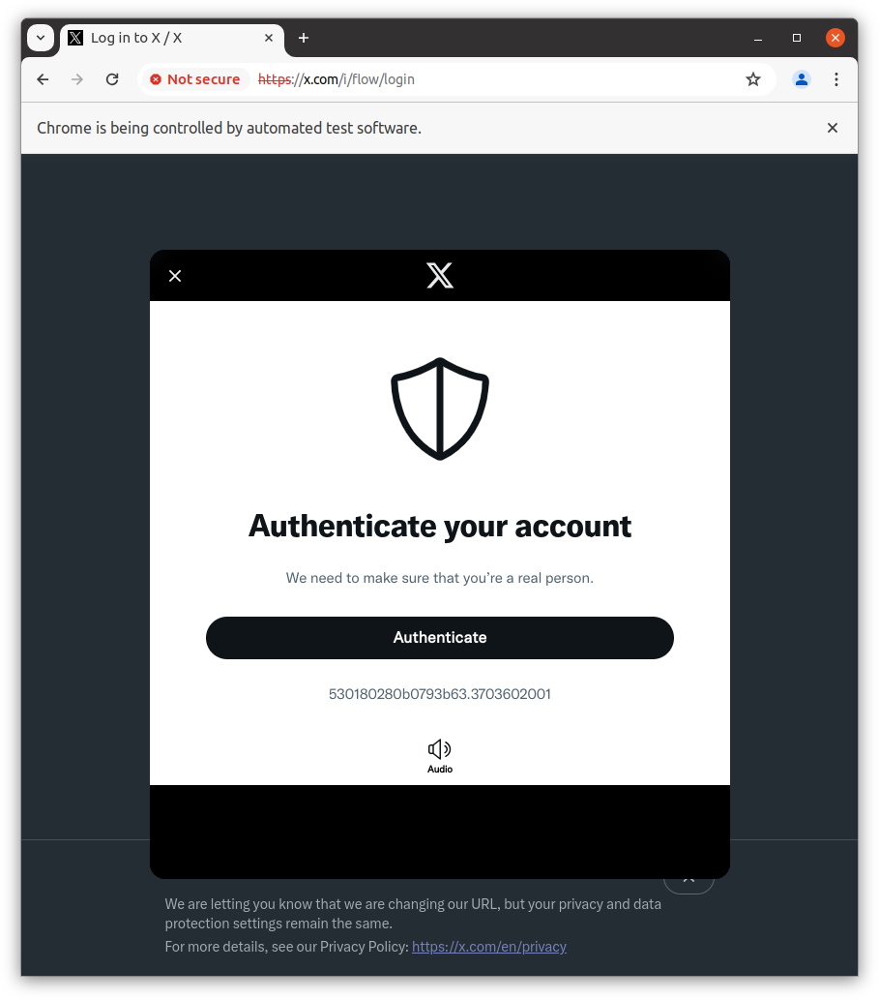 Log in to X / X
Not secure https://x.com/i/flow/login
Chrome is being controlled by automated test software.
Authenticate your account
We need to make sure that you're a real person.
Authenticate
530180280b0793b63.3703602001
Audio
We are letting you know that we are changing our URL, but your privacy and data
protection settings remain the same.
For more details, see our Privacy Policy: https://x.com/en/privacy